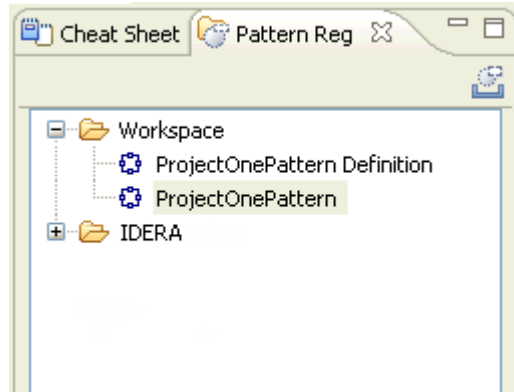 Cheat Sheet Pattern Reg
Workspace
ProjectOnePattern Definition
ProjectOnePattern
IDERA